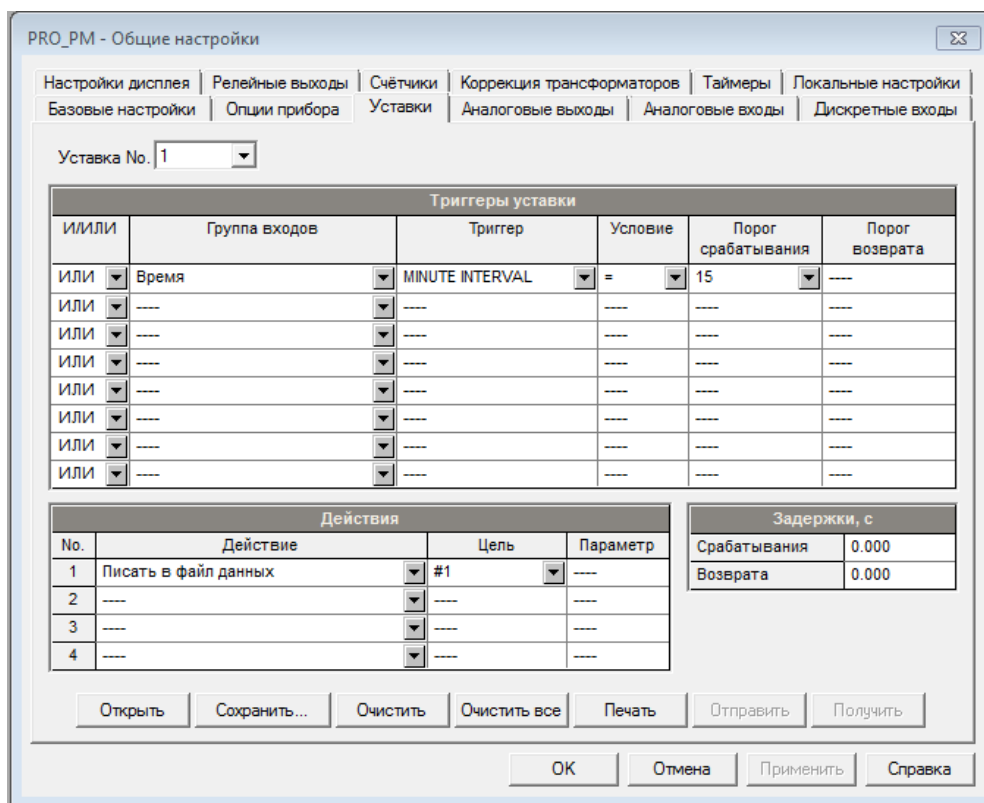 PRO_PM - Общие настройки
Настройки дисплея Релейные выходы Счётчики Коррекция трансформаторов Таймеры Локальные настройки
Базовые настройки Опции прибора Уставки Аналоговые выходы Аналоговые входы Дискретные входы
Уставка No. 1
Триггеры уставки
И/ИЛИ Группа входов Триггер Условие Порог срабатывания Порог возврата
ИЛИ Время MINUTE INTERVAL = 15 ----
ИЛИ ---- ---- ---- ---- ----
ИЛИ ---- ---- ---- ---- ----
ИЛИ ---- ---- ---- ---- ----
ИЛИ ---- ---- ---- ---- ----
ИЛИ ---- ---- ---- ---- ----
ИЛИ ---- ---- ---- ---- ----
ИЛИ ---- ---- ---- ---- ----
Действия
No. Действие Цель Параметр
1 Писать в файл данных #1 ----
2 ---- ---- ----
3 ---- ---- ----
4 ---- ---- ----
Задержки, с
Срабатывания 0.000
Возврата 0.000
Открыть Сохранить... Очистить Очистить все Печать Отправить Получить
OK Отмена Применить Справка